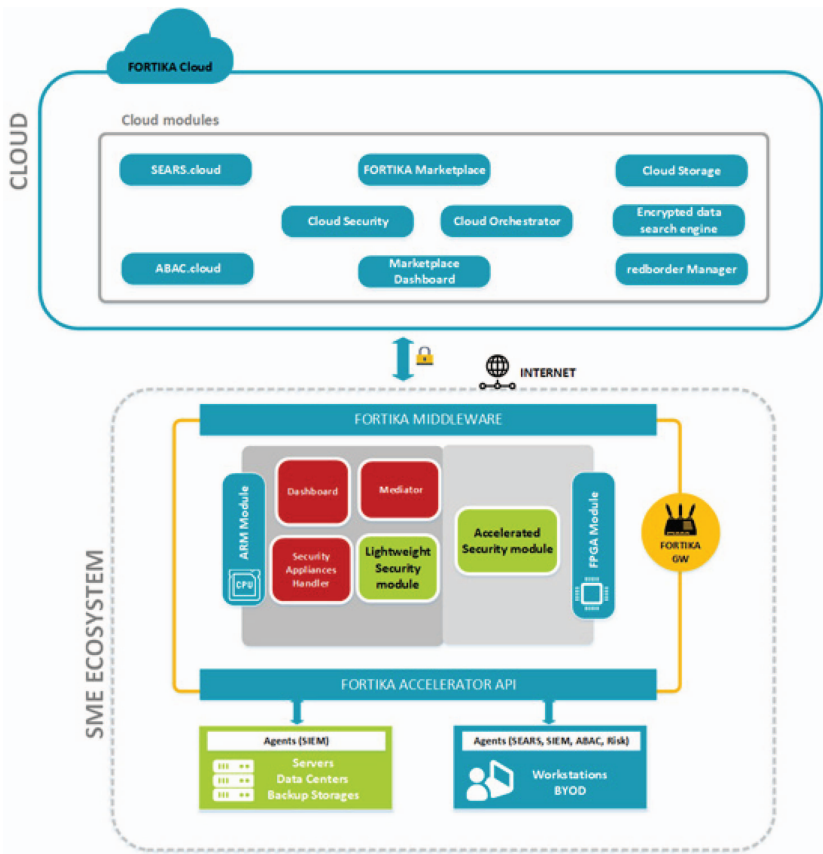 FORTIKA Cloud
CLOUD
Cloud modules
SEARS.cloud
FORTIKA Marketplace
Cloud Storage
Cloud Security
Cloud Orchestrator
Encrypted data
search engine
ABAC.cloud
Marketplace
Dashboard
redborder Manager
INTERNET
SME ECOSYSTEM
FORTIKA MIDDLEWARE
ARM Module
CPU
Dashboard
Mediator
Security
Appliances
Handler
Lightweight
Security
module
Accelerated
Security module
FPGA Module
FORTIKA
GW
FORTIKA ACCELERATOR API
Agents (SIEM)
Servers
Data Centers
Backup Storages
Agents (SEARS, SIEM, ABAC, Risk)
Workstations
BYOD